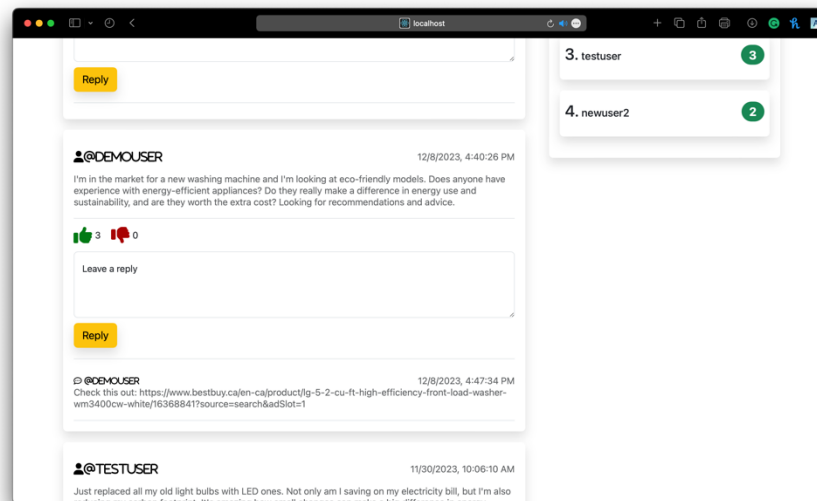 localhost
Reply
3. testuser
3
4. newuser2
2
@DEMOUSER
12/8/2023, 4:40:26 PM
I'm in the market for a new washing machine and I'm looking at eco-friendly models. Does anyone have
experience with energy-efficient appliances? Do they really make a difference in energy use and
sustainability, and are they worth the extra cost? Looking for recommendations and advice.
3
0
Leave a reply
Reply
@DEMOUSER
12/8/2023, 4:47:34 PM
Check this out: https://www.bestbuy.ca/en-ca/product/lg-5-2-cu-ft-high-efficiency-front-load-washer-
wm3400cw-white/16368841?source=search&adSlot=1
@TESTUSER
11/30/2023, 10:06:10 AM
Just replaced all my old light bulbs with LED ones. Not only am I saving on my electricity bill, but I'm also